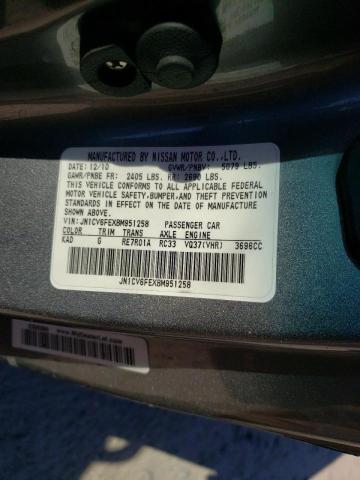 MANUFACTURED BY NISSAN MOTOR CO.,LTD.
DATE: 12/10 GVWR/PNBV: 5079 LBS.
GAWR/PNBE FR: 2405 LBS. RR: 2690 LBS.
THIS VEHICLE CONFORMS TO ALL APPLICABLE FEDERAL
MOTOR VEHICLE SAFETY,BUMPER,AND THEFT
PREVENTION STANDARDS IN EFFECT ON THE
DATE OF MANUFACTURE SHOWN ABOVE.
VIN:JN1CV6FEXBM951258 PASSENGER CAR
COLOR TRIM TRANS AXLE ENGINE
KAD G RE7R01A RC33 VQ37(VHR) 3696CC
JN1CV6FEXBM951258